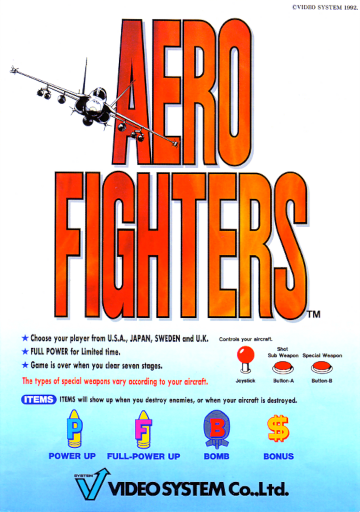 ©VIDEO SYSTEM 1992.
AERO
FIGHTERS
TM
★ Choose your player from U.S.A., JAPAN, SWEDEN and U.K.
★ FULL POWER for Limited time.
★ Game is over when you clear seven stages.
The types of special weapons vary according to your aircraft.
Controls your aircraft.
Shot
Sub Weapon Special Weapon
Joystick Button-A Button-B
ITEMS ITEMS will show up when you destroy enemies, or when your aircraft is destroyed.
P F B $
POWER UP FULL-POWER UP BOMB BONUS
SYSTEM
V VIDEO SYSTEM Co.,Ltd.